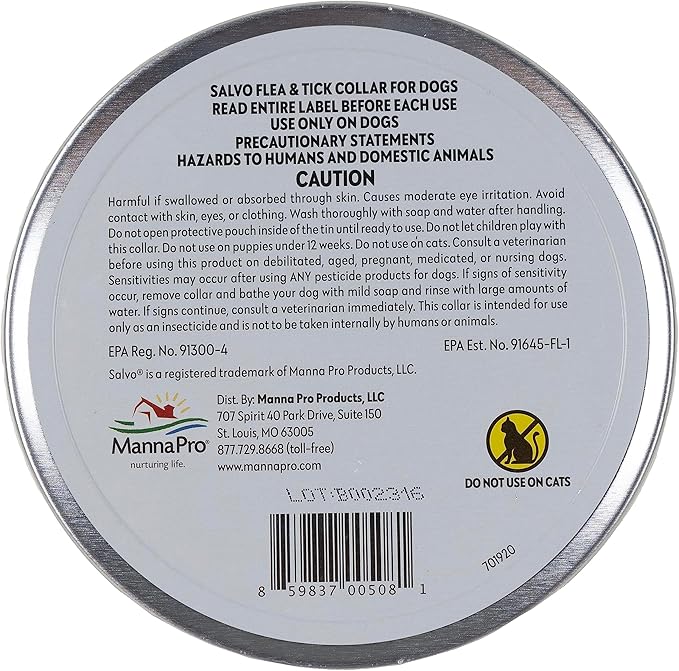 SALVO FLEA & TICK COLLAR FOR DOGS
READ ENTIRE LABEL BEFORE EACH USE
USE ONLY ON DOGS
PRECAUTIONARY STATEMENTS
HAZARDS TO HUMANS AND DOMESTIC ANIMALS
CAUTION
Harmful if swallowed or absorbed through skin. Causes moderate eye irritation. Avoid
contact with skin, eyes, or clothing. Wash thoroughly with soap and water after handling.
Do not open protective pouch inside of the tin until ready to use. Do not let children play with
this collar. Do not use on puppies under 12 weeks. Do not use on cats. Consult a veterinarian
before using this product on debilitated, aged, pregnant, medicated, or nursing dogs.
Sensitivities may occur after using ANY pesticide products for dogs. If signs of sensitivity
occur, remove collar and bathe your dog with mild soap and rinse with large amounts of
water. If signs continue, consult a veterinarian immediately. This collar is intended for use
only as an insecticide and is not to be taken internally by humans or animals.
EPA Reg. No. 91300-4 EPA Est. No. 91645-FL-1
Salvo® is a registered trademark of Manna Pro Products, LLC.
MannaPro®
nurturing life.
Dist. By: Manna Pro Products, LLC
707 Spirit 40 Park Drive, Suite 150
St. Louis, MO 63005
877.729.8668 (toll-free)
www.mannapro.com
DO NOT USE ON CATS
LOT:B002316
701920
8 59837 00508 1